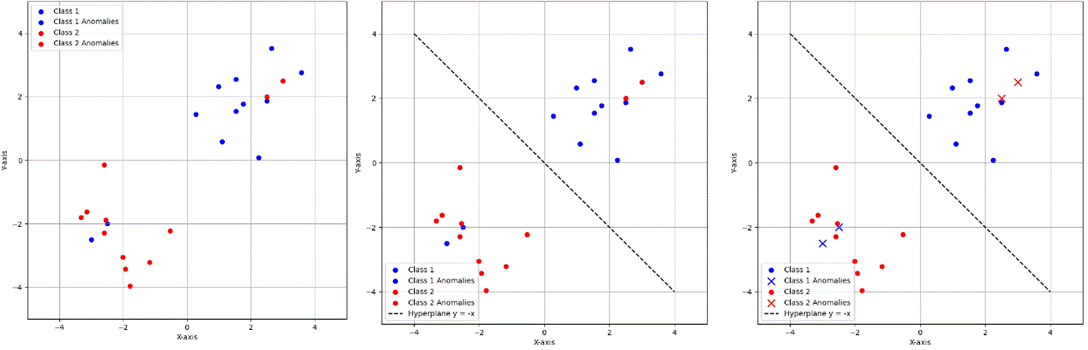 Class 1
Class 1 Anomalies
Class 2
Class 2 Anomalies
4
2
0
−2
−4
Y-axis
−4
−2
0
2
4
X-axis
4
2
0
−2
−4
Y-axis
Class 1
Class 1 Anomalies
Class 2
Class 2 Anomalies
Hyperplane y = -x
−4
−2
0
2
4
X-axis
4
2
0
−2
−4
Y-axis
Class 1
Class 1 Anomalies
Class 2
Class 2 Anomalies
Hyperplane y = -x
−4
−2
0
2
4
X-axis